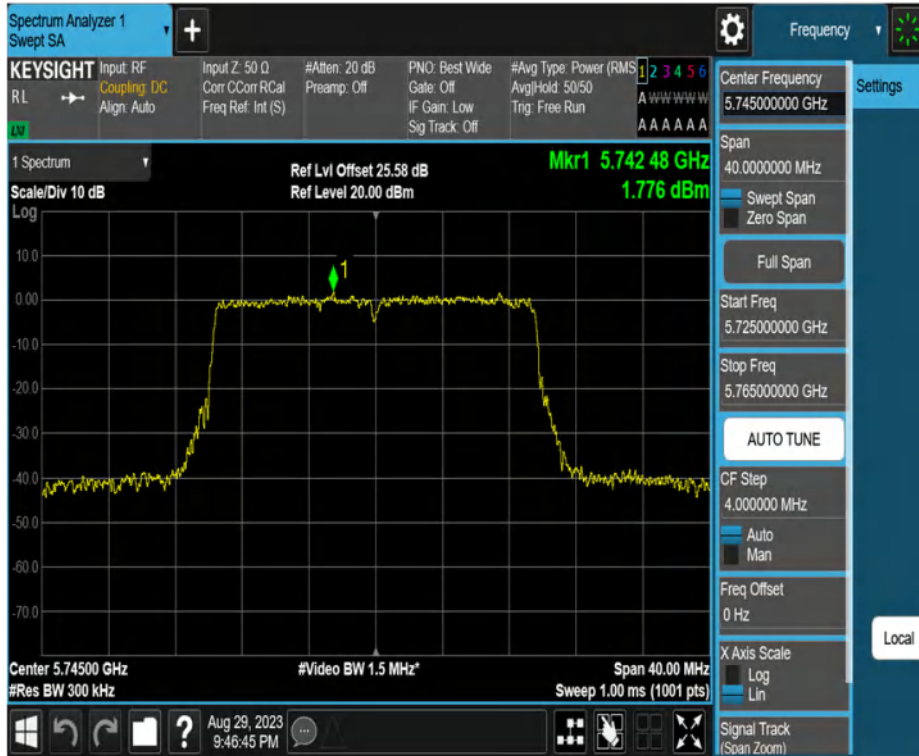 Spectrum Analyzer 1
Swept SA
+
Frequency
KEYSIGHT
RL
LXI
Input: RF
Coupling: DC
Align: Auto
Input Z: 50 Ω
Corr CCorr RCal
Freq Ref: Int (S)
#Atten: 20 dB
Preamp: Off
PNO: Best Wide
Gate: Off
IF Gain: Low
Sig Track: Off
#Avg Type: Power (RMS
Avg|Hold: 50/50
Trig: Free Run
1 2 3 4 5 6
A W W W W W
A A A A A A
1 Spectrum
Scale/Div 10 dB
Ref Lvl Offset 25.58 dB
Ref Level 20.00 dBm
Mkr1 5.742 48 GHz
1.776 dBm
Log
10.0
0.00
-10.0
-20.0
-30.0
-40.0
-50.0
-60.0
-70.0
1
Center 5.74500 GHz
#Res BW 300 kHz
#Video BW 1.5 MHz*
Span 40.00 MHz
Sweep 1.00 ms (1001 pts)
?
Aug 29, 2023
9:46:45 PM
Center Frequency
5.745000000 GHz
Span
40.0000000 MHz
Swept Span
Zero Span
Full Span
Start Freq
5.725000000 GHz
Stop Freq
5.765000000 GHz
AUTO TUNE
CF Step
4.000000 MHz
Auto
Man
Freq Offset
0 Hz
X Axis Scale
Log
Lin
Signal Track
(Span Zoom)
Settings
Local